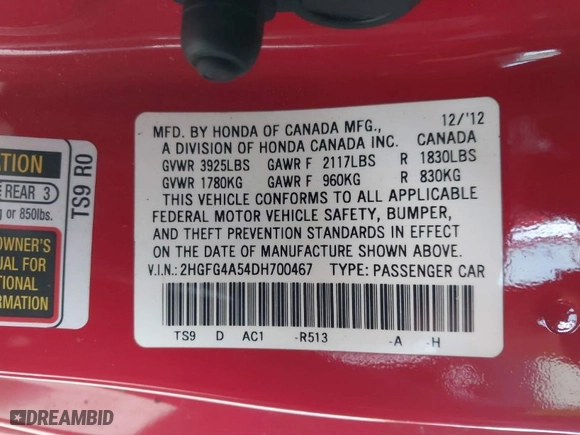 12/'12
MFD. BY HONDA OF CANADA MFG.,
A DIVISION OF HONDA CANADA INC. CANADA
GVWR 3925LBS GAWR F 2117LBS R 1830LBS
GVWR 1780KG GAWR F 960KG R 830KG
THIS VEHICLE CONFORMS TO ALL APPLICABLE
FEDERAL MOTOR VEHICLE SAFETY, BUMPER,
AND THEFT PREVENTION STANDARDS IN EFFECT
ON THE DATE OF MANUFACTURE SHOWN ABOVE.
V.I.N.: 2HGFG4A54DH700467 TYPE: PASSENGER CAR
TS9 D AC1 -R513 -A -H
ATION
REAR 3
g or 850lbs.
OWNER'S
UAL FOR
TIONAL
ORMATION
TS9 R0
DREAMBID